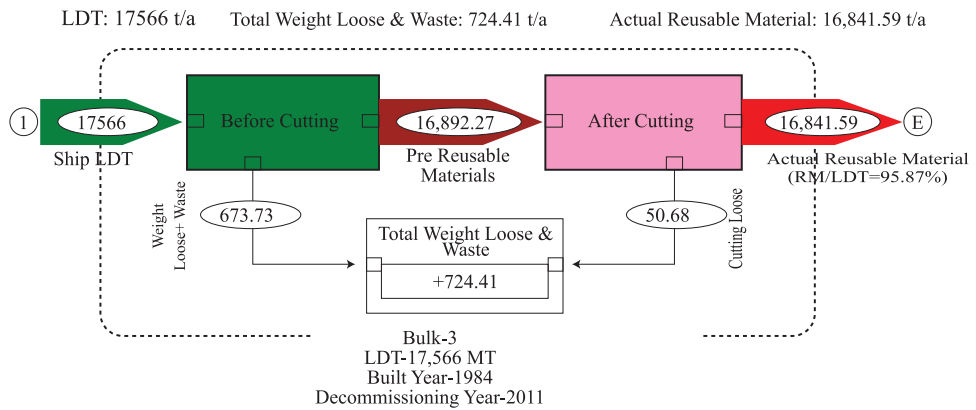 LDT: 17566 t/a
Total Weight Loose & Waste: 724.41 t/a
Actual Reusable Material: 16,841.59 t/a
1
17566
Ship LDT
Before Cutting
16,892.27
Pre Reusable
Materials
After Cutting
16,841.59
E
Actual Reusable Material
(RM/LDT=95.87%)
Weight
Loose+ Waste
673.73
50.68
Cutting Loose
Total Weight Loose &
Waste
+724.41
Bulk-3
LDT-17,566 MT
Built Year-1984
Decommissioning Year-2011